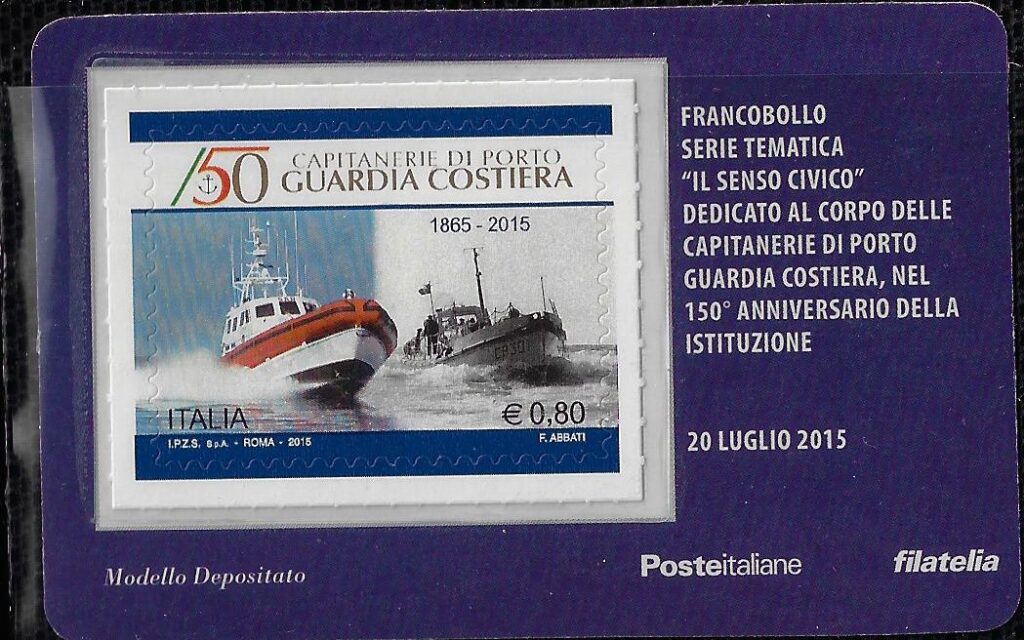 FRANCOBOLLO
SERIE TEMATICA
“IL SENSO CIVICO”
DEDICATO AL CORPO DELLE
CAPITANERIE DI PORTO
GUARDIA COSTIERA, NEL
150° ANNIVERSARIO DELLA
ISTITUZIONE
20 LUGLIO 2015
150 CAPITANERIE DI PORTO
GUARDIA COSTIERA
1865 - 2015
CP 301
ITALIA
€ 0,80
I.P.Z.S. S.p.A. - ROMA - 2015
F. ABBATI
Modello Depositato
Posteitaliane
filatelia